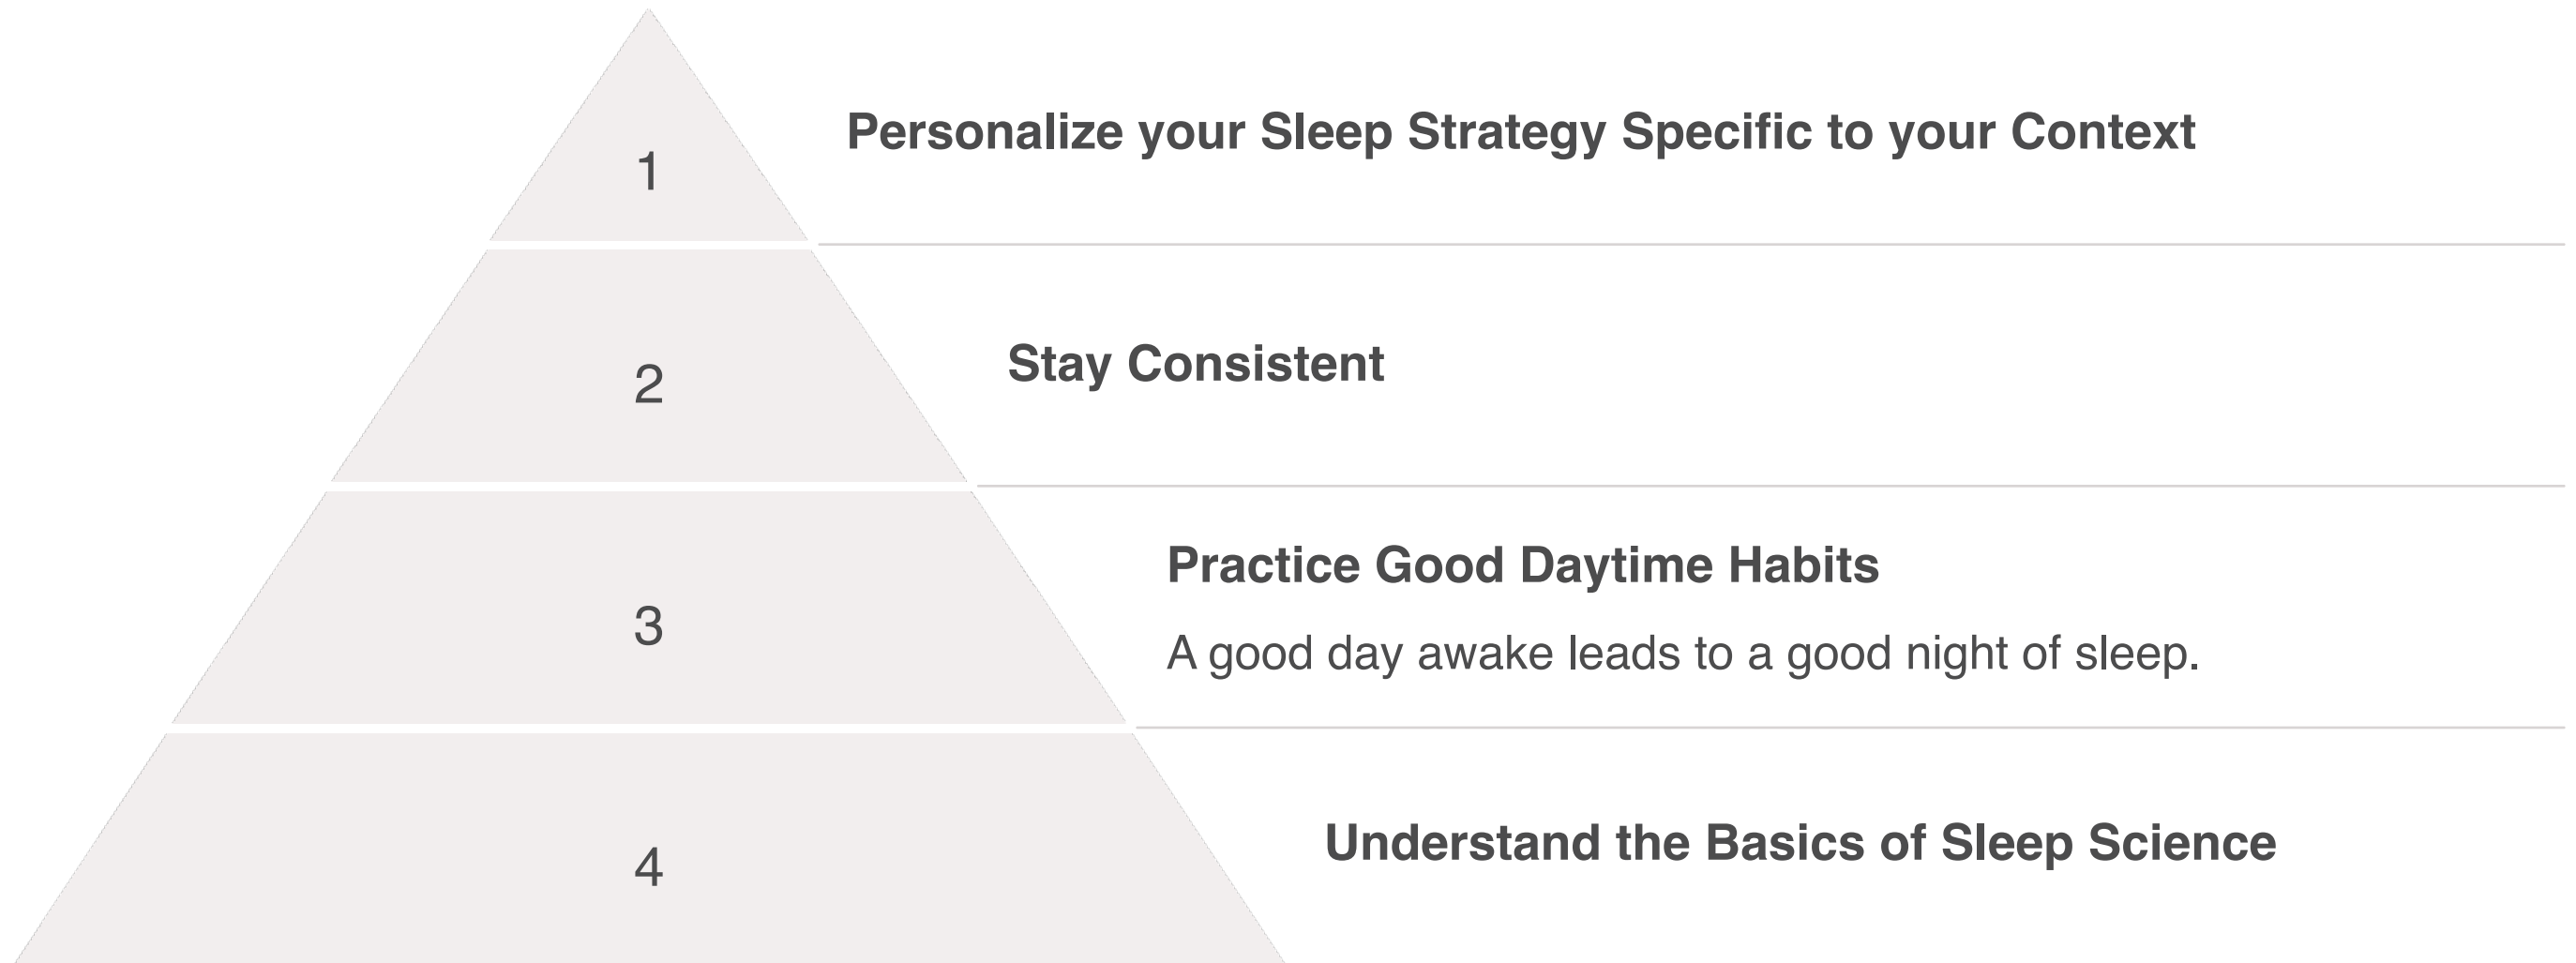 1
Personalize your Sleep Strategy Specific to your Context
2
Stay Consistent
3
Practice Good Daytime Habits
A good day awake leads to a good night of sleep.
4
Understand the Basics of Sleep Science